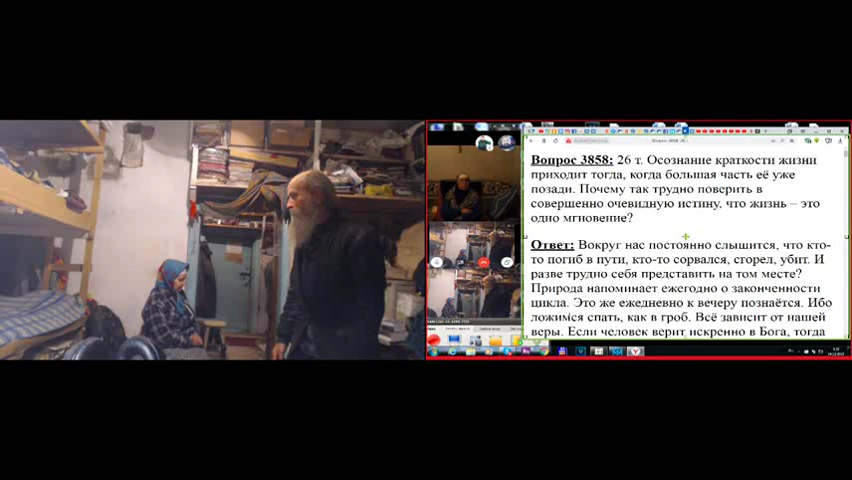 Вопрос 3858: 26 т. Осознание краткости жизни
приходит тогда, когда большая часть её уже
позади. Почему так трудно поверить в
совершенно очевидную истину, что жизнь – это
одно мгновение?
Ответ: Вокруг нас постоянно слышится, что кто-
то погиб в пути, кто-то сорвался, сгорел, убит. И
разве трудно себя представить на том месте?
Природа напоминает ежегодно о законченности
цикла. Это же ежедневно к вечеру познаётся. Ибо
ложимся спать, как в гроб. Всё зависит от нашей
веры. Если человек верит искренно в Бога, тогда